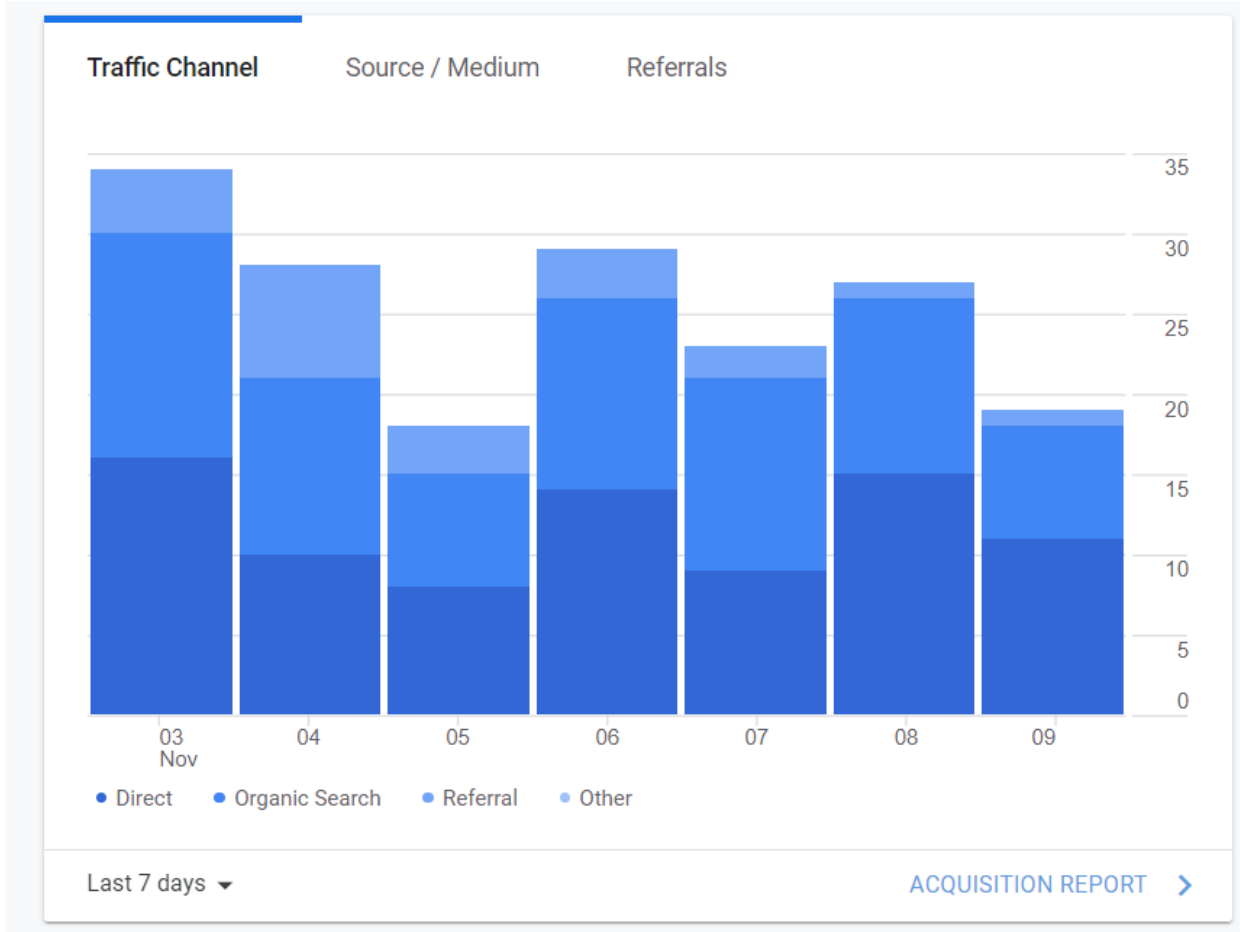 Traffic Channel Source / Medium Referrals
35
30
25
20
15
10
5
0
03 04 05 06 07 08 09
Nov
Direct Organic Search Referral Other
Last 7 days ACQUISITION REPORT